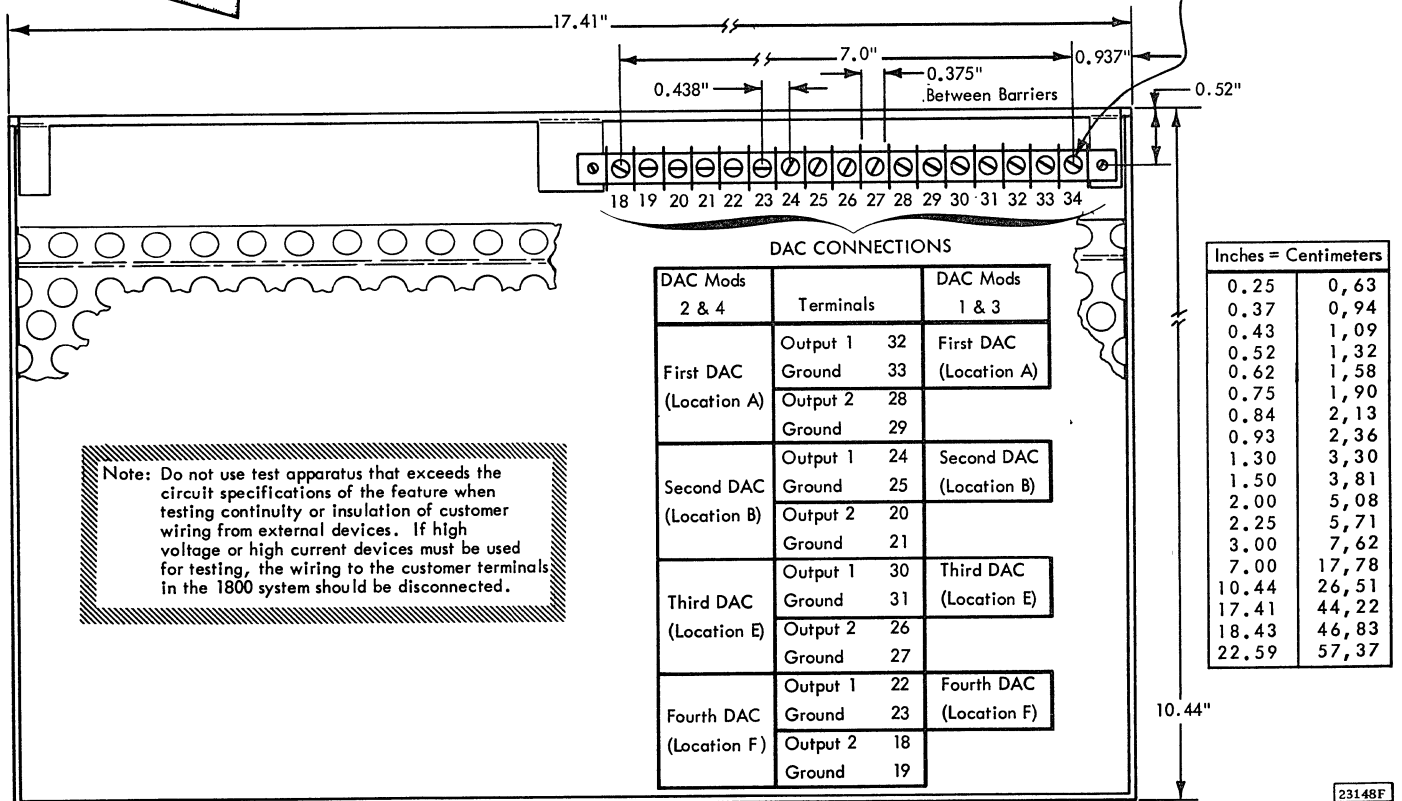 17.41"
7.0"
0.937"
0.438"
0.375"
Between Barriers
0.52"
18 19 20 21 22 23 24 25 26 27 28 29 30 31 32 33 34
DAC CONNECTIONS
DAC Mods
2 & 4
Terminals
DAC Mods
1 & 3
First DAC
(Location A)
Output 1 32
Ground 33
Output 2 28
Ground 29
First DAC
(Location A)
Second DAC
(Location B)
Output 1 24
Ground 25
Output 2 20
Ground 21
Second DAC
(Location B)
Third DAC
(Location E)
Output 1 30
Ground 31
Output 2 26
Ground 27
Third DAC
(Location E)
Fourth DAC
(Location F)
Output 1 22
Ground 23
Output 2 18
Ground 19
Fourth DAC
(Location F)
Note: Do not use test apparatus that exceeds the
circuit specifications of the feature when
testing continuity or insulation of customer
wiring from external devices. If high
voltage or high current devices must be used
for testing, the wiring to the customer terminals
in the 1800 system should be disconnected.
Inches = Centimeters
0.25 0,63
0.37 0,94
0.43 1,09
0.52 1,32
0.62 1,58
0.75 1,90
0.84 2,13
0.93 2,36
1.30 3,30
1.50 3,81
2.00 5,08
2.25 5,71
3.00 7,62
7.00 17,78
10.44 26,51
17.41 44,22
18.43 46,83
22.59 57,37
10.44"
23148F